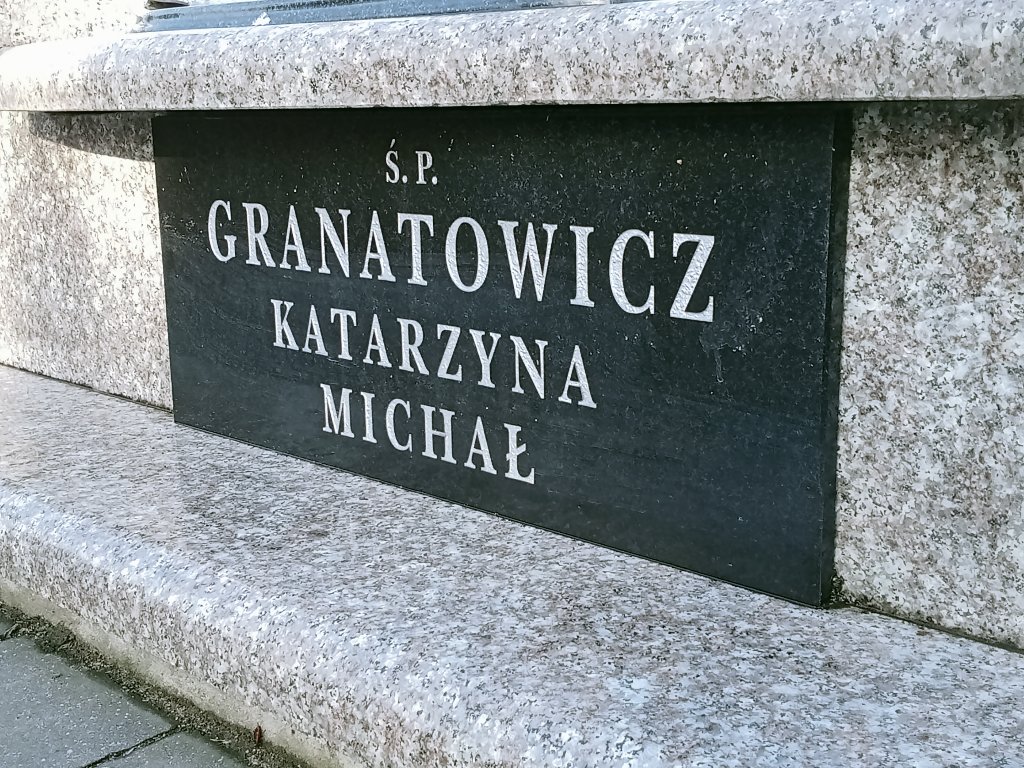 Ś. P.
GRANATOWICZ
KATARZYNA
MICHAŁ